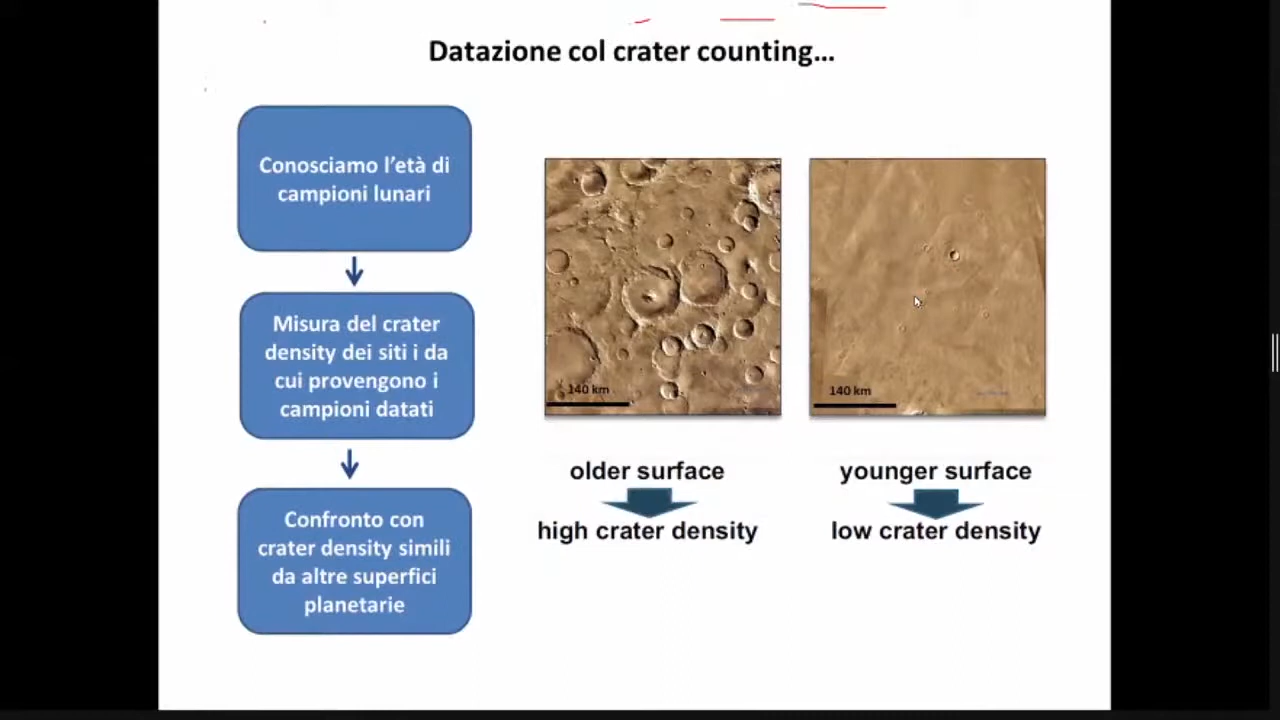 Datazione col crater counting...
Conosciamo l'età di
campioni lunari
Misura del crater
density dei siti i da
cui provengono i
campioni datati
Confronto con
crater density simili
da altre superfici
planetarie
140 km
140 km
older surface
high crater density
younger surface
low crater density